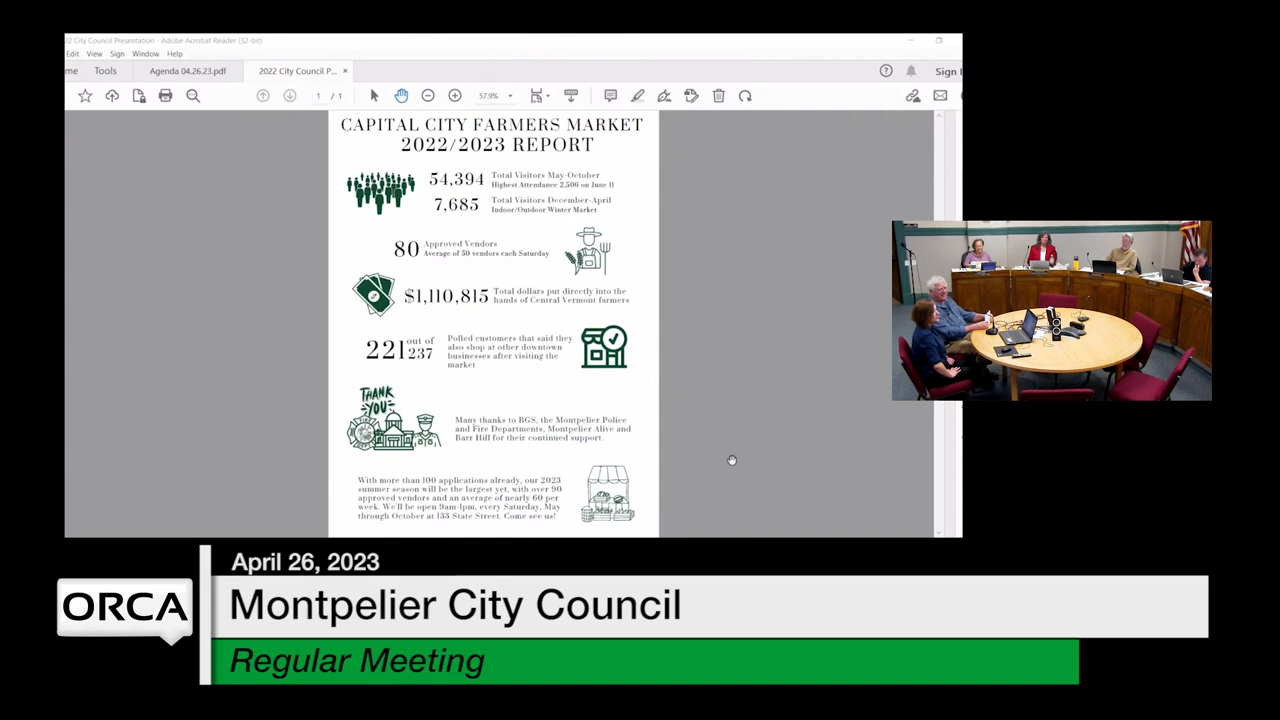 22 City Council Presentation - Adobe Acrobat Reader (32-bit)
Edit View Sign Window Help
me Tools Agenda 04.26.23.pdf 2022 City Council P... × Sign I
1 / 1 57.9%
CAPITAL CITY FARMERS MARKET
2022/2023 REPORT
54,394 Total Visitors May-October
Highest Attendance 2,506 on June 11
7,685 Total Visitors December-April
Indoor/Outdoor Winter Market
80 Approved Vendors
Average of 50 vendors each Saturday
$1,110,815 Total dollars put directly into the
hands of Central Vermont farmers
221 out of 237
Polled customers that said they
also shop at other downtown
businesses after visiting the
market
THANK
YOU
Many thanks to BGS, the Montpelier Police
and Fire Departments, Montpelier Alive and
Barr Hill for their continued support.
With more than 100 applications already, our 2023
summer season will be the largest yet, with over 90
approved vendors and an average of nearly 60 per
week. We'll be open 9am-1pm, every Saturday, May
through October at 133 State Street. Come see us!
April 26, 2023
ORCA
Montpelier City Council
Regular Meeting